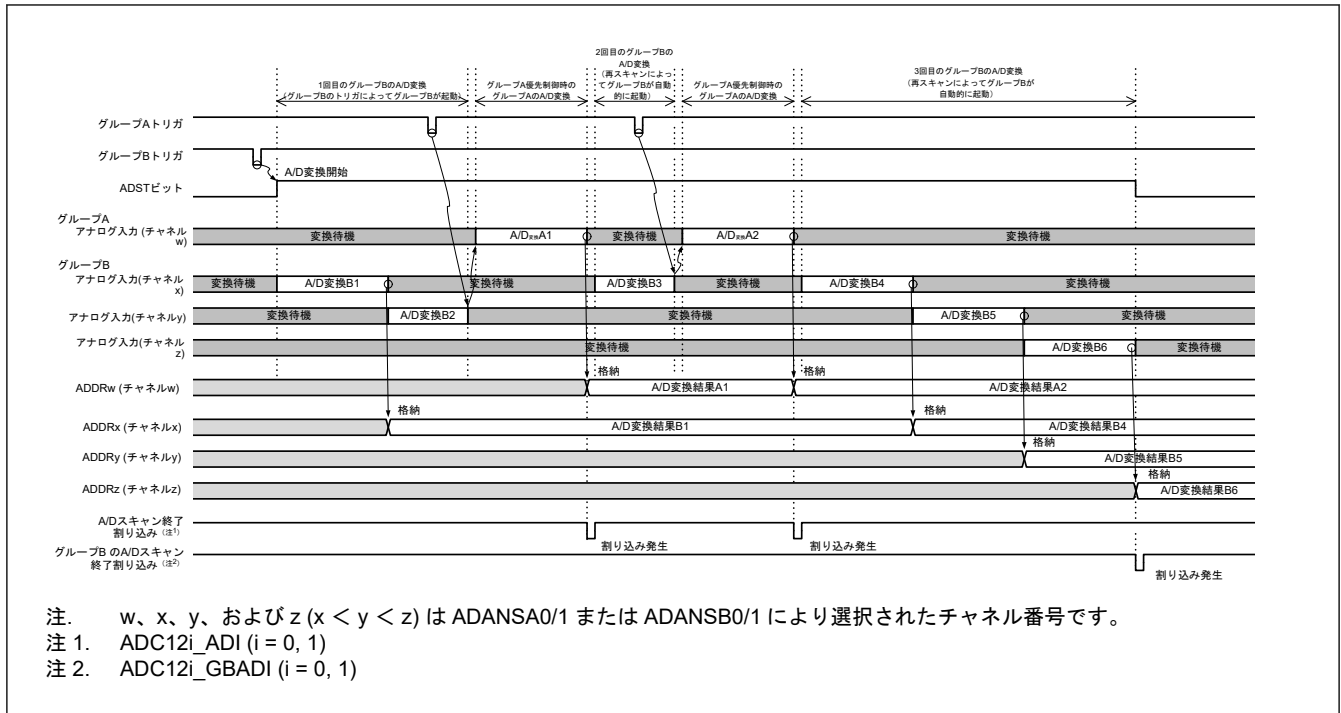 2回目のグループBの
A/D変換
(再スキャンによっ
てグループBが自動
的に起動)
1回目のグループBのA/D変換
(グループBのトリガによってグループBが起動)
グループA優先制御時の
グループAのA/D変換
グループA優先制御時の
グループAのA/D変換
3回目のグループBのA/D変換
(再スキャンによってグループBが
自動的に起動)
グループAトリガ
グループBトリガ
A/D変換開始
ADSTビット
グループA
アナログ入力 (チャネル
w)
変換待機 A/D変換A1 変換待機 A/D変換A2 変換待機
グループB
アナログ入力(チャネル
x)
変換待機 A/D変換B1 変換待機 A/D変換B3 変換待機 A/D変換B4 変換待機
アナログ入力(チャネルy) 変換待機 A/D変換B2 変換待機 A/D変換B5 変換待機
アナログ入力(チャネル
z)
変換待機 A/D変換B6 変換待機
格納 格納
ADDRw (チャネルw) A/D変換結果A1 A/D変換結果A2
格納 格納
ADDRx (チャネルx) A/D変換結果B1 A/D変換結果B4
格納
ADDRy (チャネルy) A/D変換結果B5
格納
ADDRz (チャネルz) A/D変換結果B6
A/Dスキャン終了
割り込み (注1)
割り込み発生 割り込み発生
グループB のA/Dスキャン
終了割り込み (注2)
割り込み発生
注. w、x、y、および z (x < y < z) は ADANSA0/1 または ADANSB0/1 により選択されたチャネル番号です。
注 1. ADC12i_ADI (i = 0, 1)
注 2. ADC12i_GBADI (i = 0, 1)